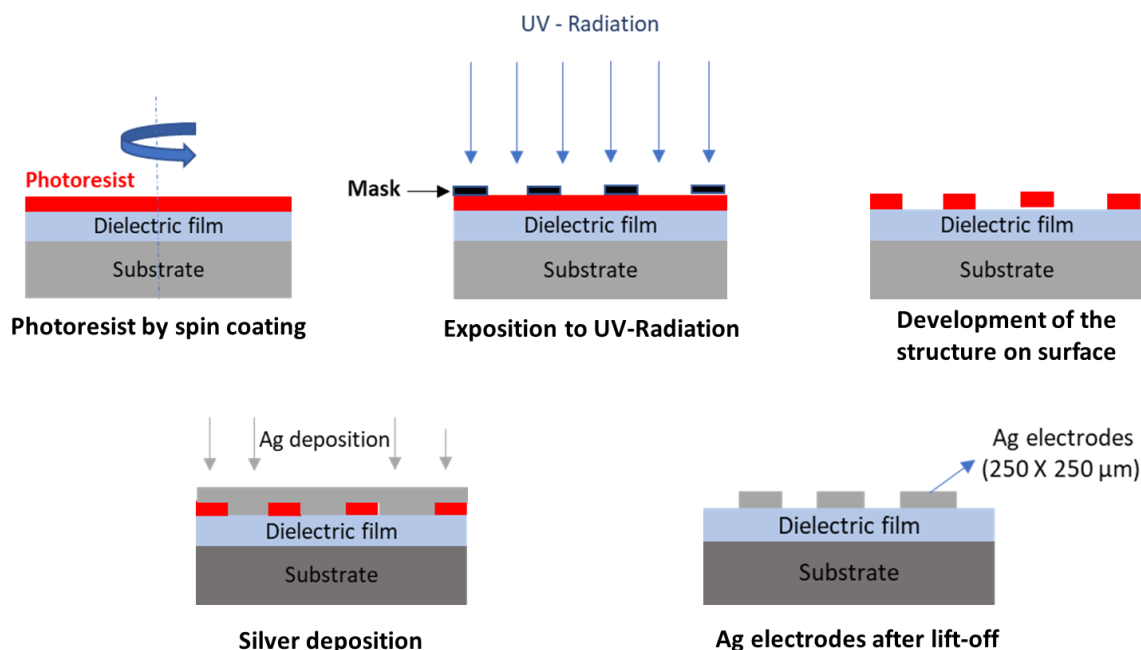 UV - Radiation
Photoresist
Dielectric film
Substrate
Photoresist by spin coating
Mask
Dielectric film
Substrate
Exposition to UV-Radiation
Dielectric film
Substrate
Development of the
structure on surface
Ag deposition
Dielectric film
Substrate
Silver deposition
Ag electrodes
(250 X 250 µm)
Dielectric film
Substrate
Ag electrodes after lift-off